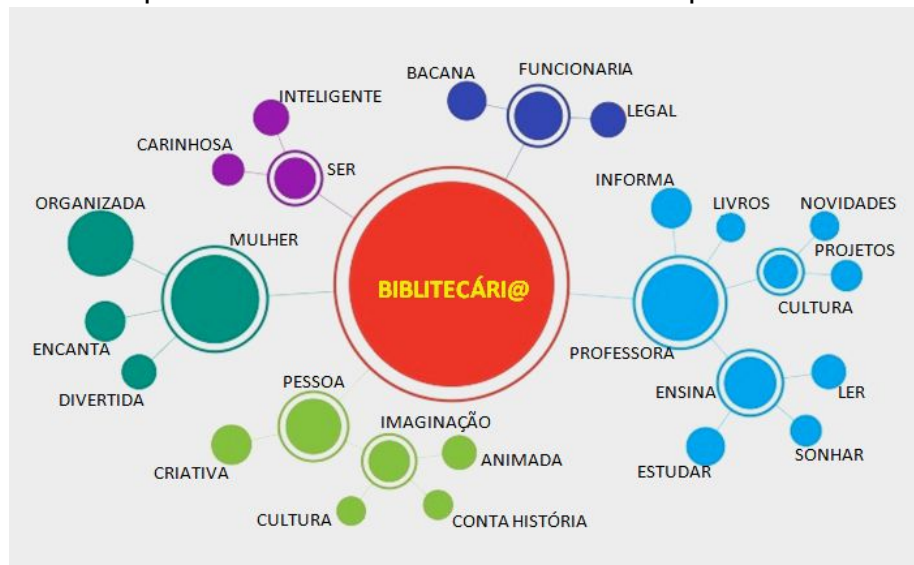 BACANA
FUNCIONARIA
LEGAL
INTELIGENTE
CARINHOSA
SER
ORGANIZADA
MULHER
ENCANTA
DIVERTIDA
BIBLITECÁRI@
INFORMA
LIVROS
NOVIDADES
PROJETOS
CULTURA
PROFESSORA
ENSINA
LER
SONHAR
ESTUDAR
PESSOA
IMAGINAÇÃO
CRIATIVA
ANIMADA
CULTURA
CONTA HISTÓRIA